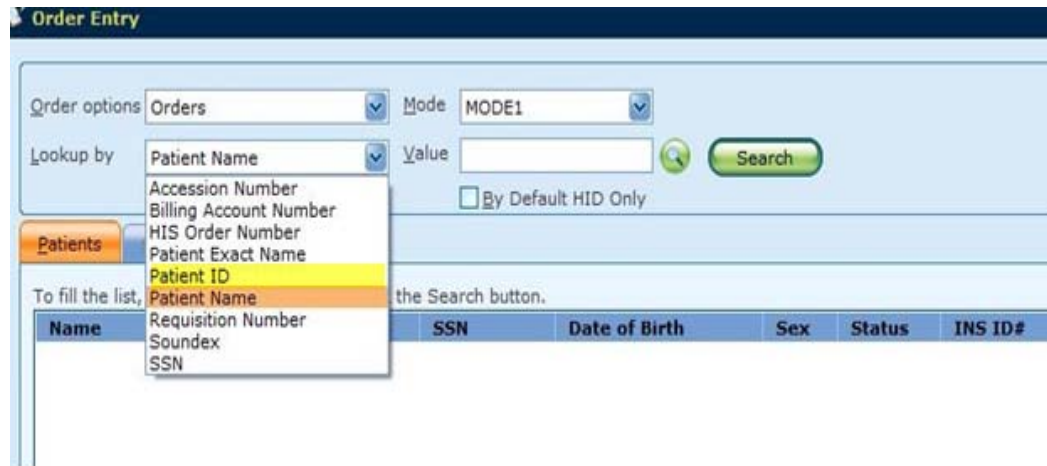 Order Entry
Order options Orders Mode MODE1
Lookup by Patient Name Value Search
By Default HID Only
Accession Number
Billing Account Number
HIS Order Number
Patient Exact Name
Patient ID
Patient Name
Requisition Number
Soundex
SSN
Patients
To fill the list, the Search button.
Name SSN Date of Birth Sex Status INS ID#